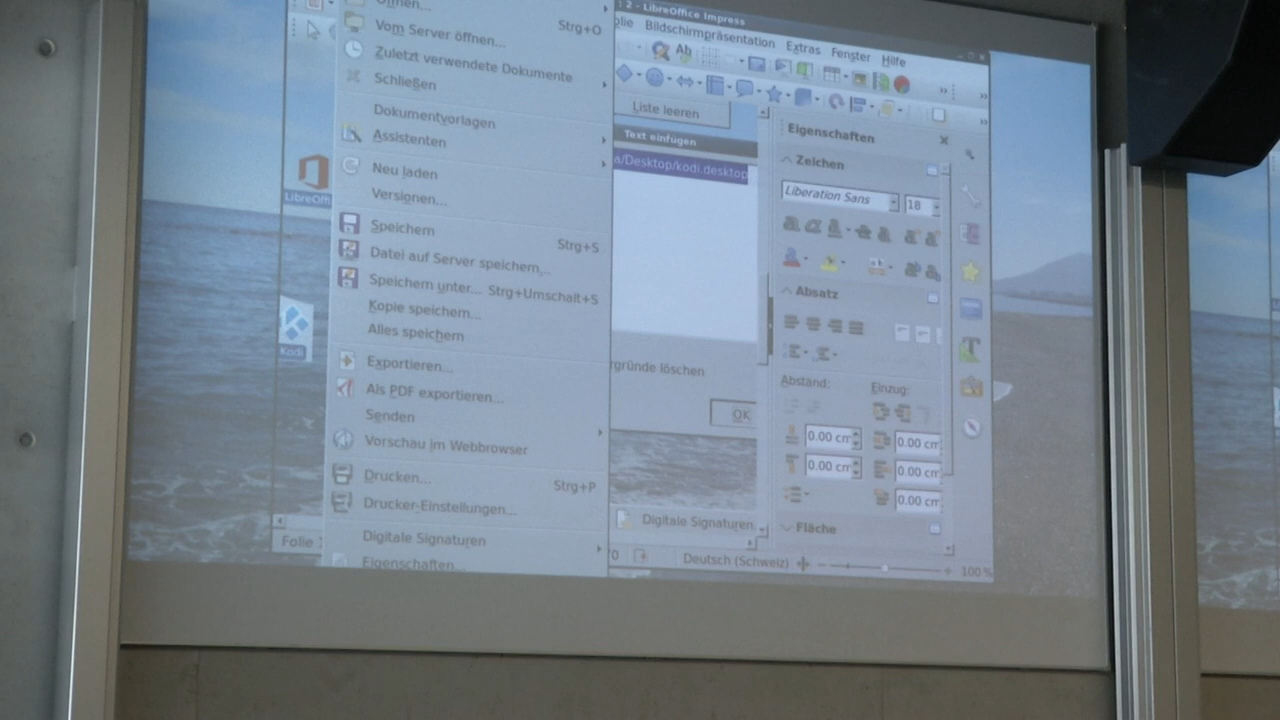 Öffnen...
Vom Server öffnen...
Strg+O
Zuletzt verwendete Dokumente
Schließen
Dokumentvorlagen
Assistenten
Neu laden
Versionen...
Speichern
Strg+S
Datei auf Server speichern...
Speichern unter... Strg+Umschalt+S
Kopie speichern...
Alles speichern
Exportieren...
Als PDF exportieren...
Senden
Vorschau im Webbrowser
Drucken...
Strg+P
Drucker-Einstellungen...
Digitale Signaturen
Eigenschaften...
LibreOffi
Kodi
Folie
2 - LibreOffice Impress
olie Bildschirmpräsentation Extras Fenster Hilfe
Ab
Liste leeren
Text einfügen
a/Desktop/kodi.desktop
rgründe löschen
OK
Digitale Signaturen
Deutsch (Schweiz)
100 %
Eigenschaften
Zeichen
Liberation Sans
18
Absatz
Abstand:
Einzug:
0.00 cm
0.00 cm
0.00 cm
0.00 cm
0.00 cm
Fläche